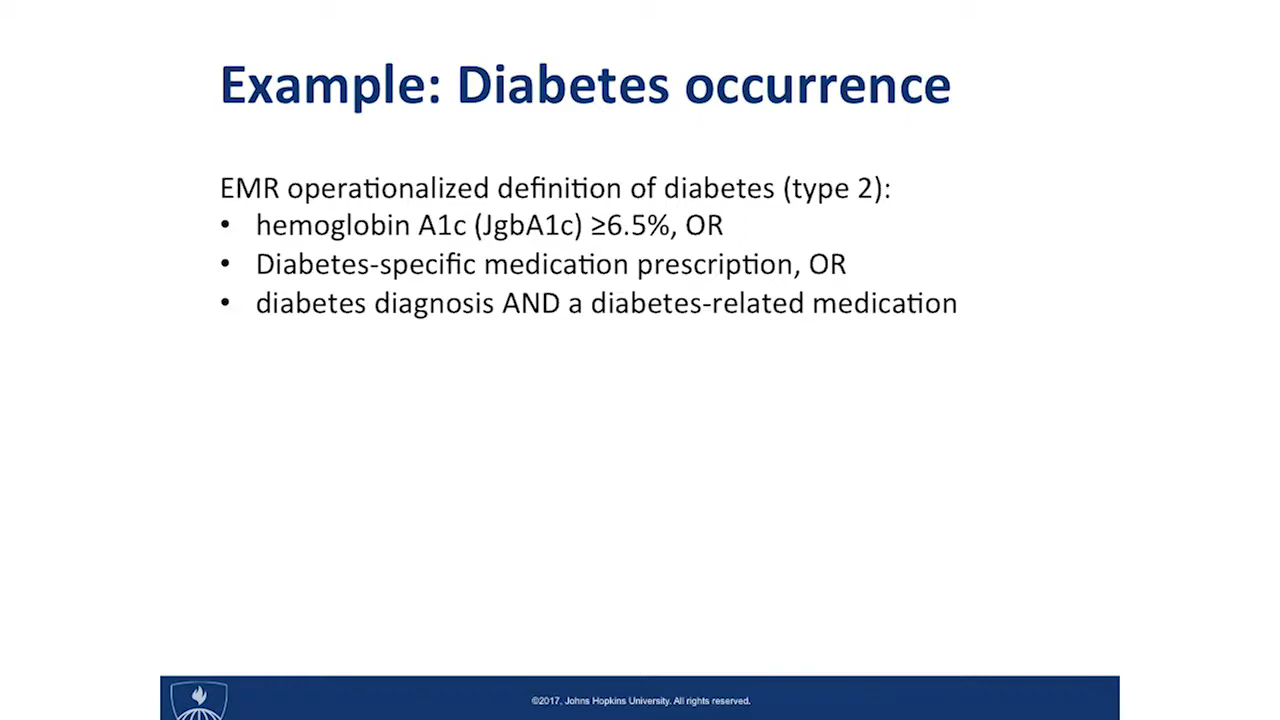 Example: Diabetes occurrence
EMR operationalized definition of diabetes (type 2):
• hemoglobin A1c (JgbA1c) ≥6.5%, OR
• Diabetes-specific medication prescription, OR
• diabetes diagnosis AND a diabetes-related medication
©2017, Johns Hopkins University. All rights reserved.